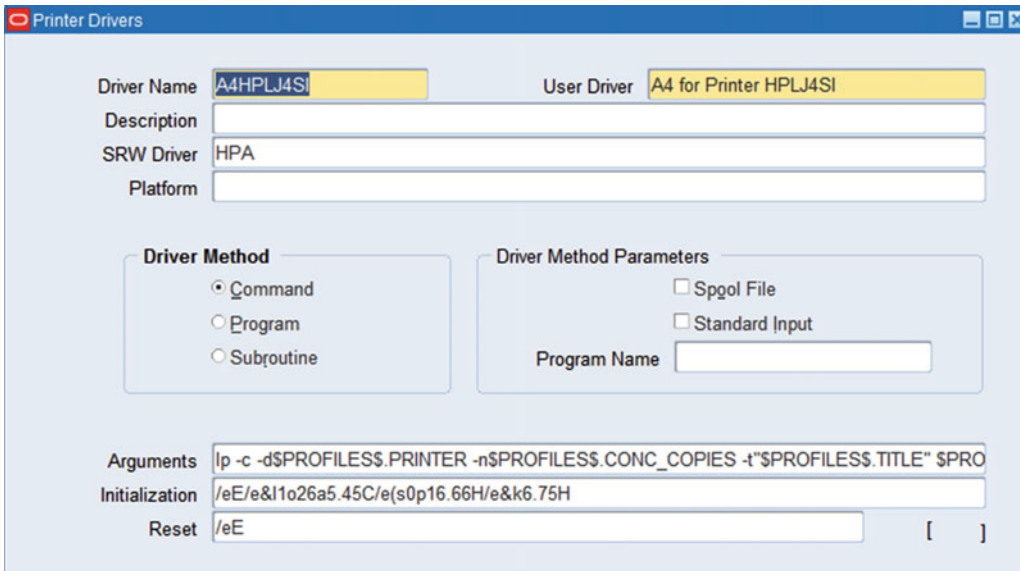 Printer Drivers
Driver Name A4HPLJ4SI User Driver A4 for Printer HPLJ4SI
Description
SRW Driver HPA
Platform
Driver Method Driver Method Parameters
Command Spool File
Program Standard Input
Subroutine Program Name
Arguments lp -c -d$PROFILES$.PRINTER -n$PROFILES$.CONC_COPIES -t"$PROFILES$.TITLE" $PRO
Initialization /eE/e&l1o26a5.45C/e(s0p16.66H/e&k6.75H
Reset /eE [ ]